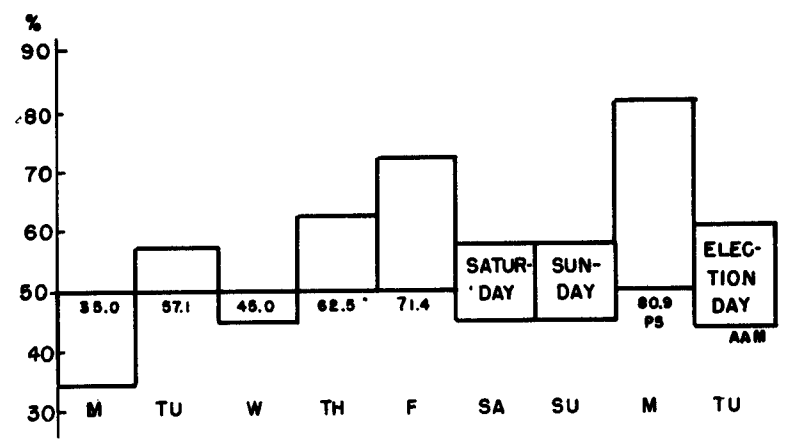 %
90
80
70
60
50
40
30
35.0 57.1 45.0 62.5 71.4
SATUR-
DAY
SUN-
DAY
80.9
PS
ELEC-
TION
DAY
AAM
M TU W TH F SA SU M TU